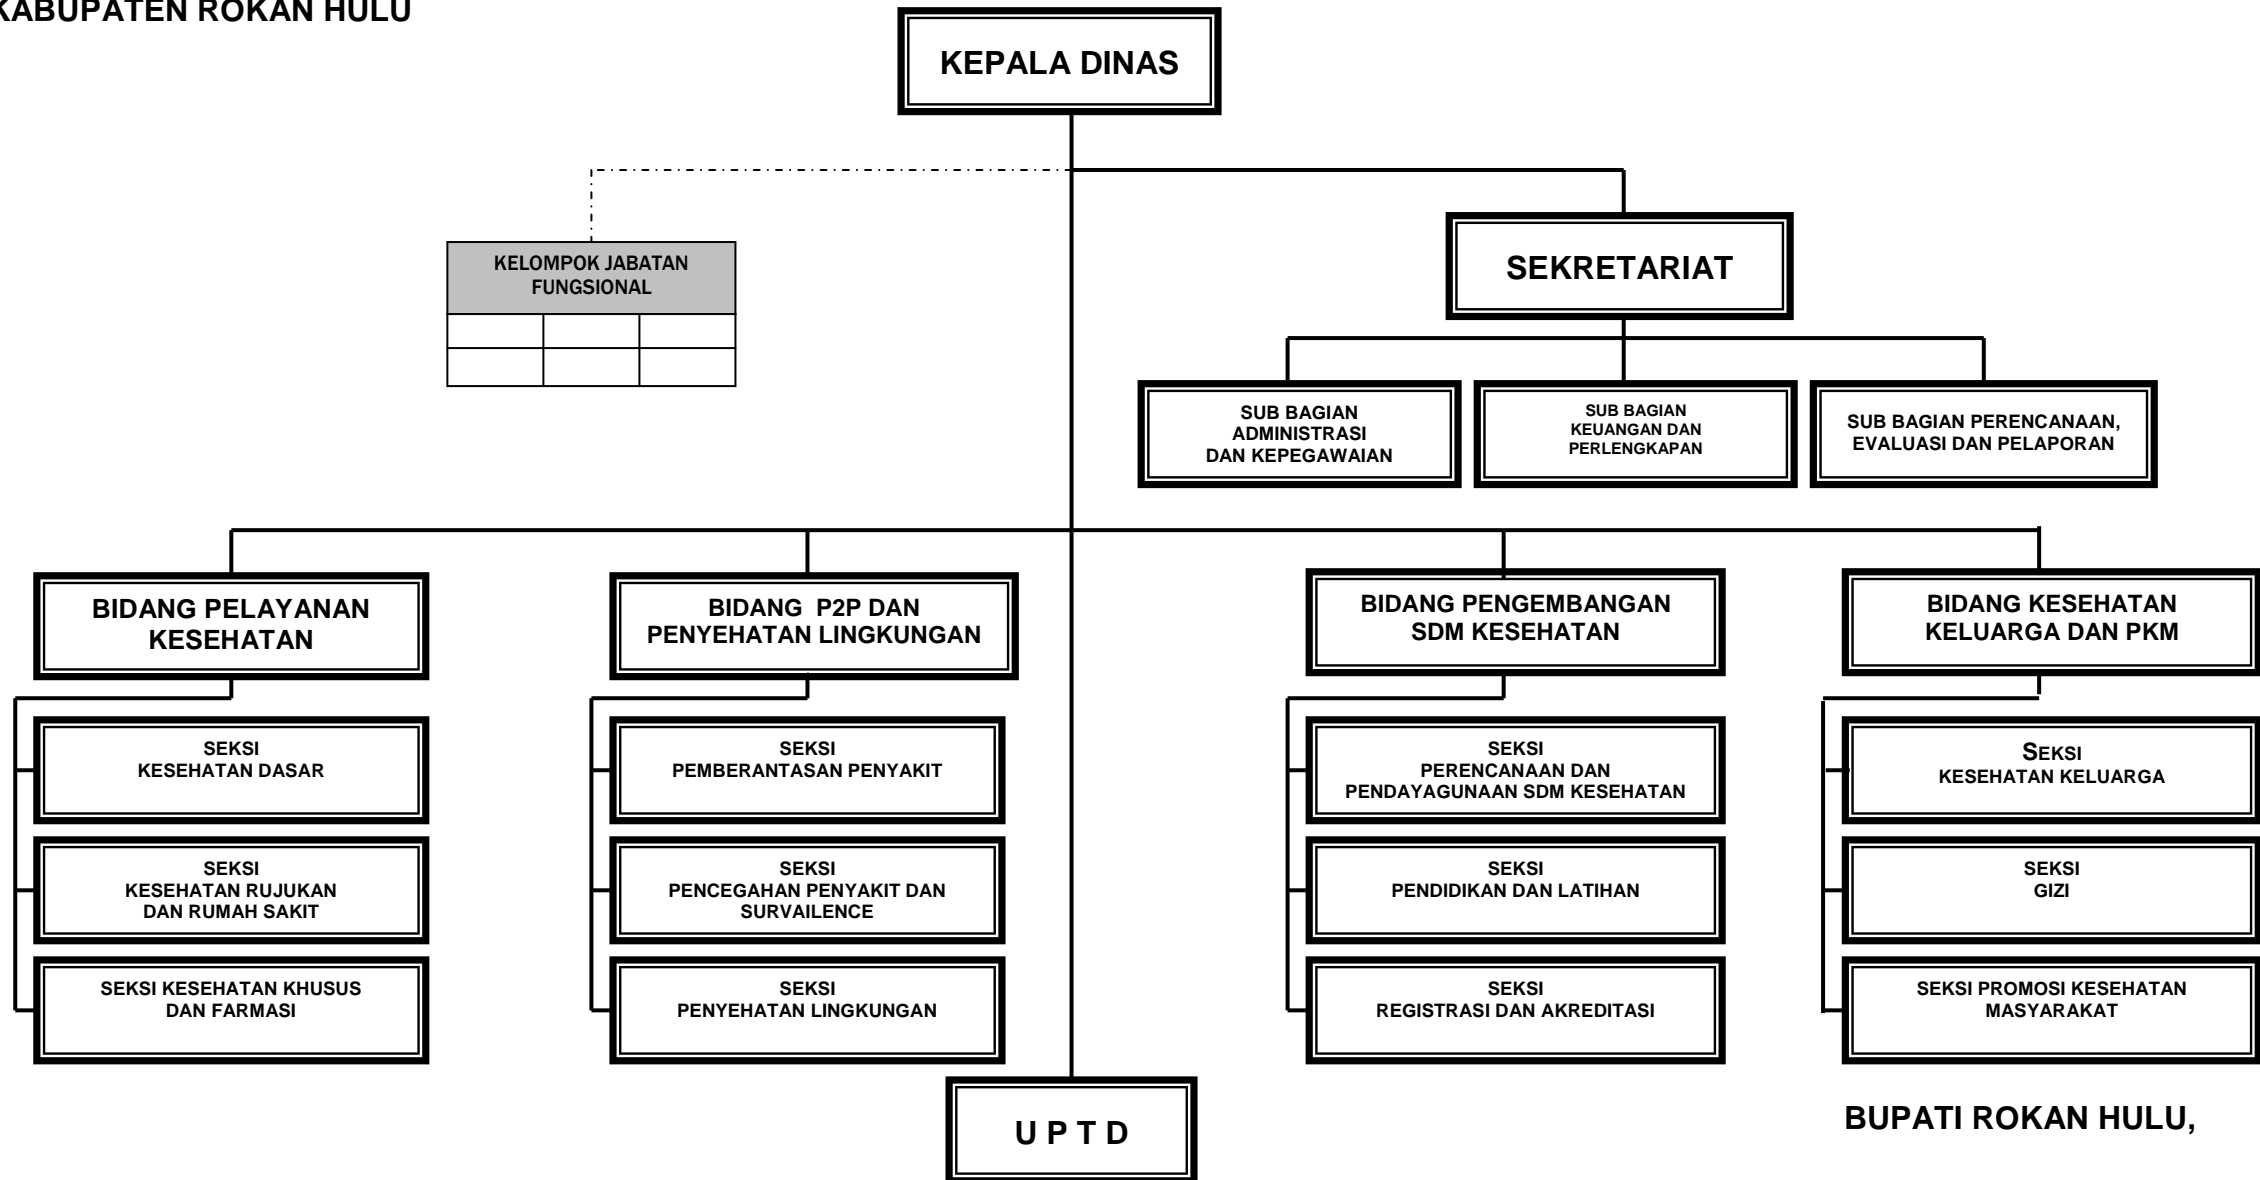 KABUPATEN ROKAN HULU
KEPALA DINAS
KELOMPOK JABATAN
FUNGSIONAL
SEKRETARIAT
SUB BAGIAN
ADMINISTRASI
DAN KEPEGAWAIAN
SUB BAGIAN
KEUANGAN DAN
PERLENGKAPAN
SUB BAGIAN PERENCANAAN,
EVALUASI DAN PELAPORAN
BIDANG PELAYANAN
KESEHATAN
BIDANG P2P DAN
PENYEHATAN LINGKUNGAN
BIDANG PENGEMBANGAN
SDM KESEHATAN
BIDANG KESEHATAN
KELUARGA DAN PKM
SEKSI
KESEHATAN DASAR
SEKSI
PEMBERANTASAN PENYAKIT
SEKSI
PERENCANAAN DAN
PENDAYAGUNAAN SDM KESEHATAN
SEKSI
KESEHATAN KELUARGA
SEKSI
KESEHATAN RUJUKAN
DAN RUMAH SAKIT
SEKSI
PENCEGAHAN PENYAKIT DAN
SURVAILENCE
SEKSI
PENDIDIKAN DAN LATIHAN
SEKSI
GIZI
SEKSI KESEHATAN KHUSUS
DAN FARMASI
SEKSI
PENYEHATAN LINGKUNGAN
SEKSI
REGISTRASI DAN AKREDITASI
SEKSI PROMOSI KESEHATAN
MASYARAKAT
U P T D
BUPATI ROKAN HULU,